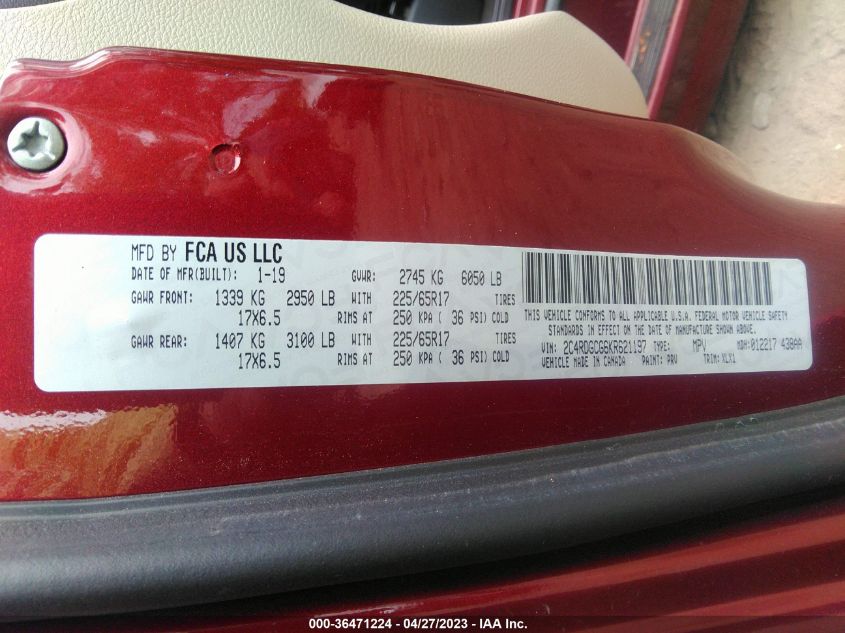 MFD BY FCA US LLC
DATE OF MFR(BUILT): 1-19 GVWR: 2745 KG 6050 LB
GAWR FRONT: 1339 KG 2950 LB WITH 225/65R17 TIRES
17X6.5 RIMS AT 250 KPA ( 36 PSI) COLD
GAWR REAR: 1407 KG 3100 LB WITH 225/65R17 TIRES
17X6.5 RIMS AT 250 KPA ( 36 PSI) COLD
THIS VEHICLE CONFORMS TO ALL APPLICABLE U.S.A. FEDERAL MOTOR VEHICLE SAFETY
STANDARDS IN EFFECT ON THE DATE OF MANUFACTURE SHOWN ABOVE.
VIN: 2C4RDGCG6KR621197 TYPE: MPV MDH: 012217 438AA
VEHICLE MADE IN CANADA PAINT: PRV TRIM: XLX1
000-36471224 - 04/27/2023 - IAA Inc.